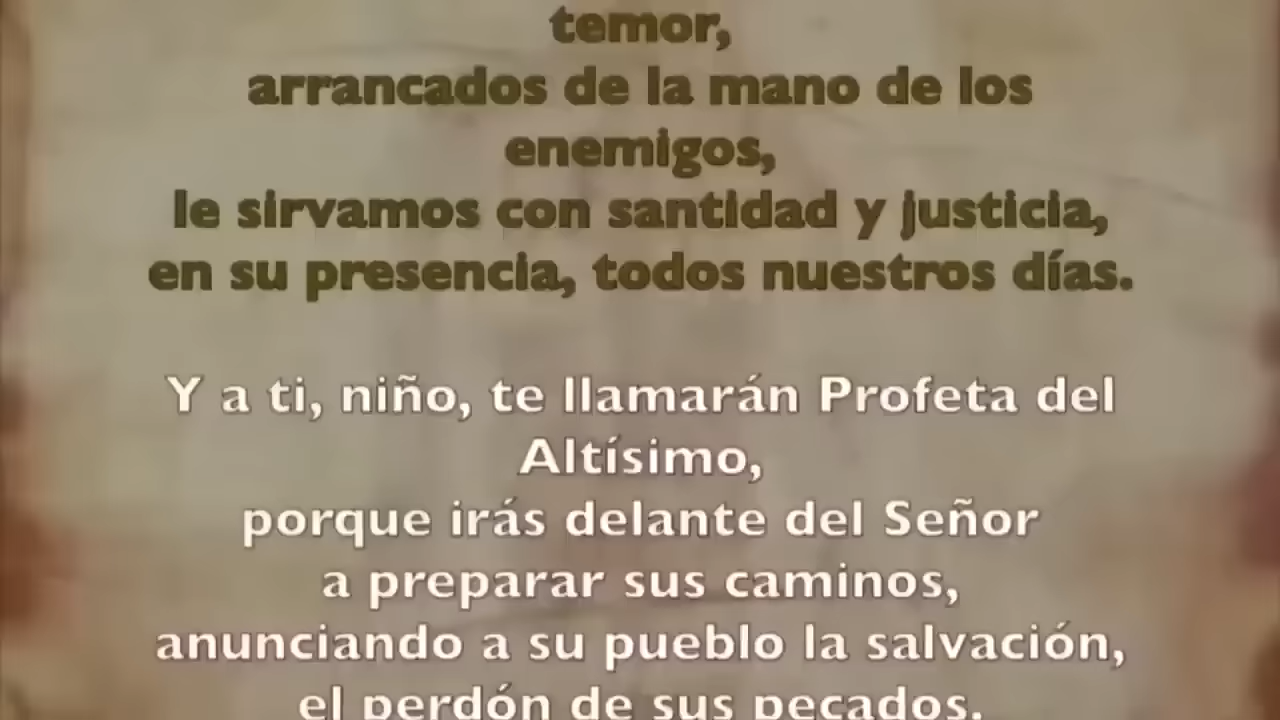 temor,
arrancados de la mano de los
enemigos,
le sirvamos con santidad y justicia,
en su presencia, todos nuestros días.
Y a ti, niño, te llamarán Profeta del
Altísimo,
porque irás delante del Señor
a preparar sus caminos,
anunciando a su pueblo la salvación,
el perdón de sus pecados.